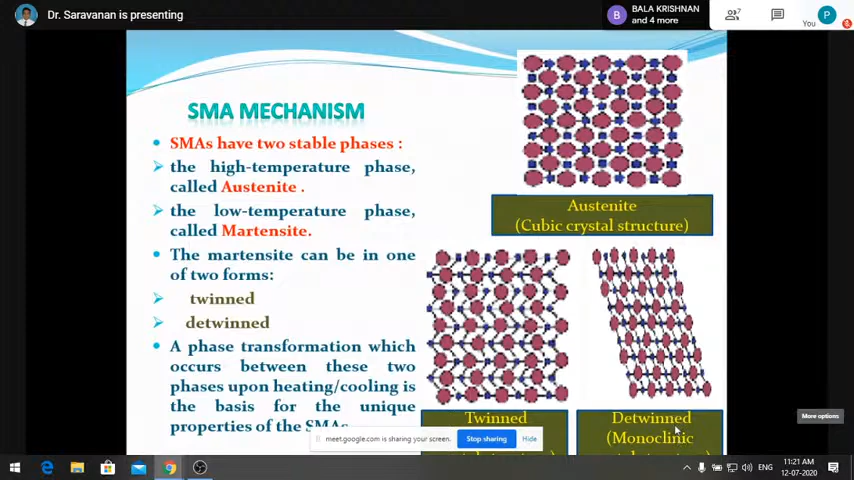 Dr. Saravanan is presenting
B
BALA KRISHNAN
and 4 more
7
P
You
SMA MECHANISM
SMAs have two stable phases :
the high-temperature phase,
called Austenite .
the low-temperature phase,
called Martensite.
The martensite can be in one
of two forms:
twinned
detwinned
A phase transformation which
occurs between these two
phases upon heating/cooling is
the basis for the unique
properties of the SMAs
Austenite
(Cubic crystal structure)
Twinned
Detwinned
(Monoclinic
More options
meet.google.com is sharing your screen.
Stop sharing
Hide
ENG
11:21 AM
12-07-2020